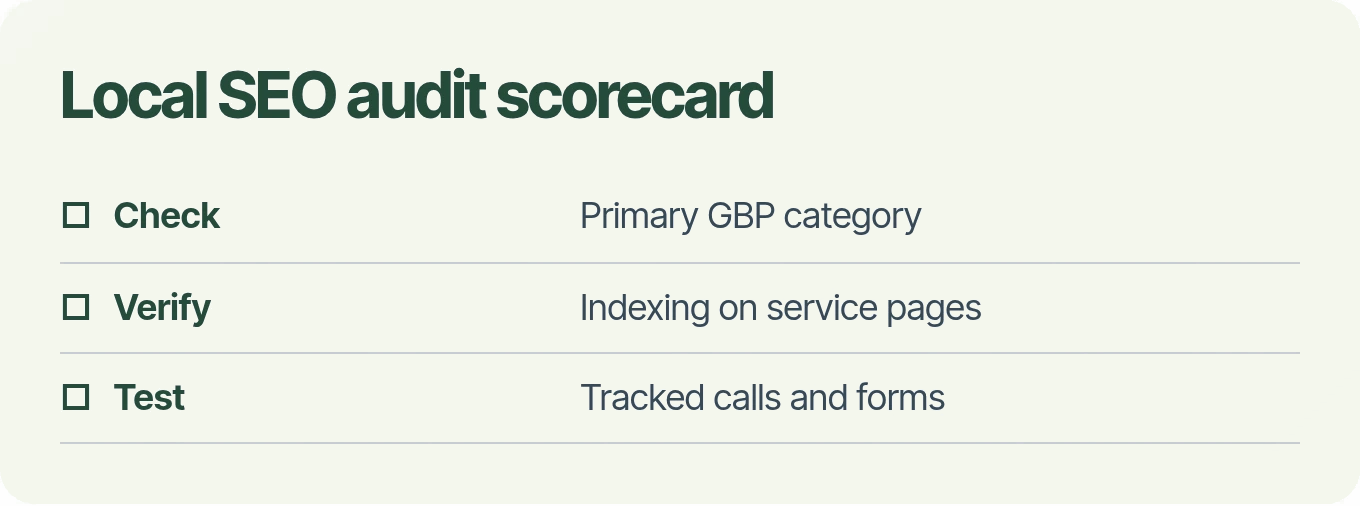 Local SEO audit scorecard
Check Primary GBP category
Verify Indexing on service pages
Test Tracked calls and forms